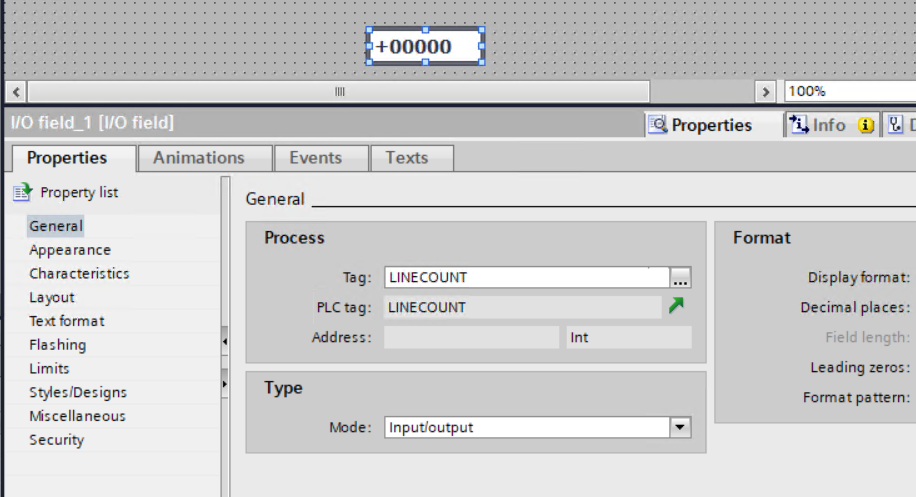 +00000
100%
I/O field_1 [I/O field]
Properties
Info
D
Properties
Animations
Events
Texts
Property list
General
Appearance
Characteristics
Layout
Text format
Flashing
Limits
Styles/Designs
Miscellaneous
Security
General
Process
Tag: LINECOUNT ...
PLC tag: LINECOUNT
Address: Int
Type
Mode: Input/output
Format
Display format:
Decimal places:
Field length:
Leading zeros:
Format pattern: